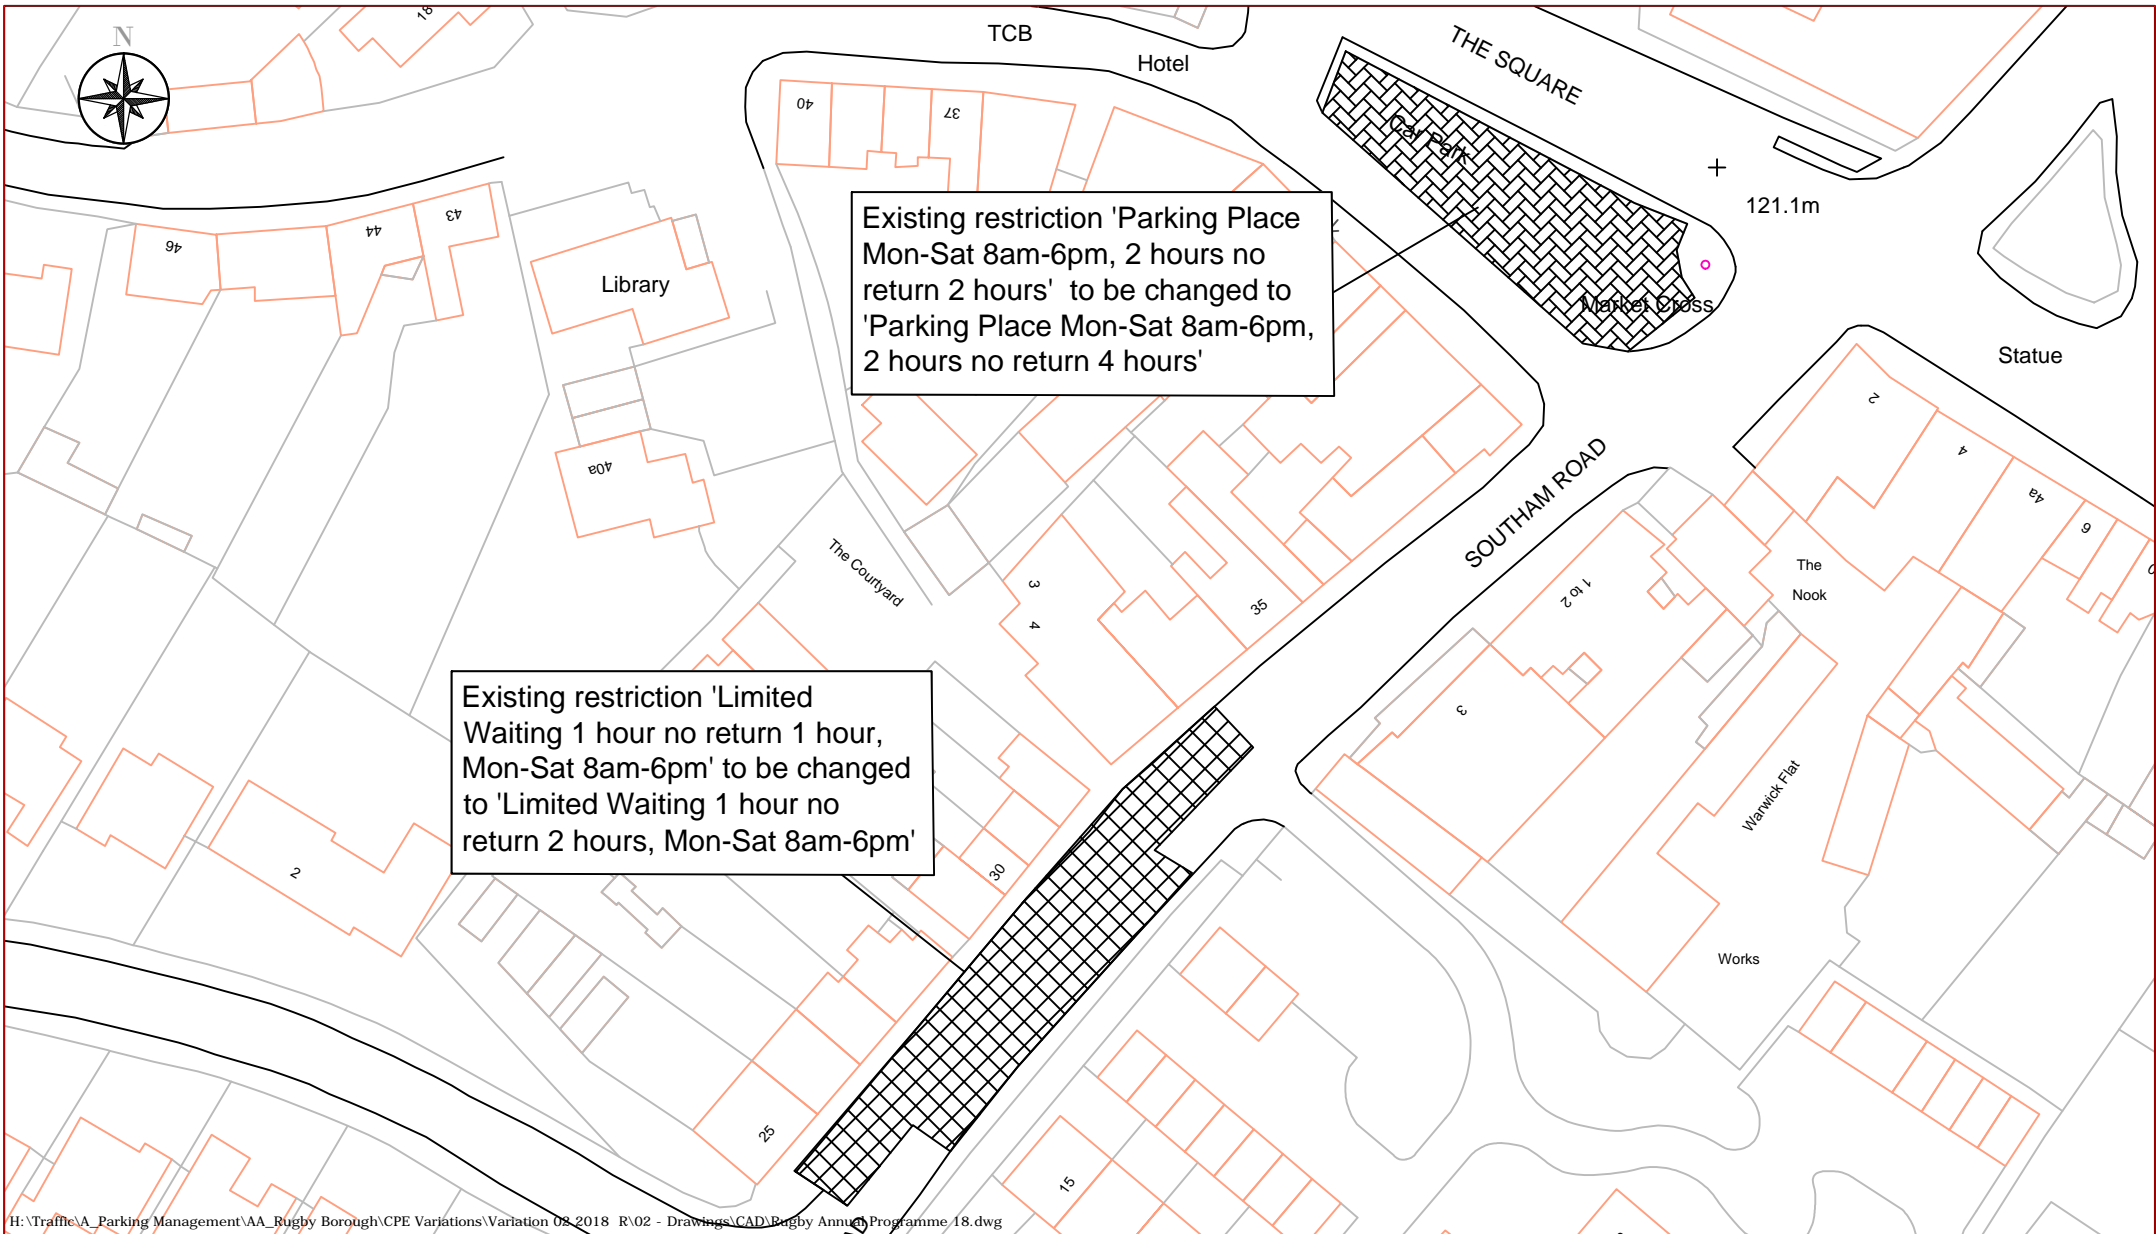 18
N
TCB
Hotel
THE SQUARE
40
37
Car Park
121.1m
Existing restriction 'Parking Place
Mon-Sat 8am-6pm, 2 hours no
return 2 hours'  to be changed to
'Parking Place Mon-Sat 8am-6pm,
2 hours no return 4 hours'
46
44
43
Library
Market Cross
Statue
2
4
4a
6
40a
SOUTHAM ROAD
The Courtyard
3
4
35
1 to 2
The
Nook
3
Existing restriction 'Limited
Waiting 1 hour no return 1 hour,
Mon-Sat 8am-6pm' to be changed
to 'Limited Waiting 1 hour no
return 2 hours, Mon-Sat 8am-6pm'
Warwick Flat
2
30
Works
25
15
H:\Traffic\A_Parking Management\AA_Rugby Borough\CPE Variations\Variation 02 2018  R\02 - Drawings\CAD\Rugby Annual Programme 18.dwg